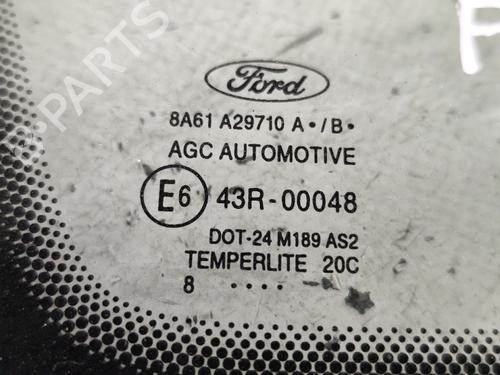 Ford
8A61 A29710 A•/B•
AGC AUTOMOTIVE
E6 43R-00048
DOT-24 M189 AS2
TEMPERLITE 20C
8 ····